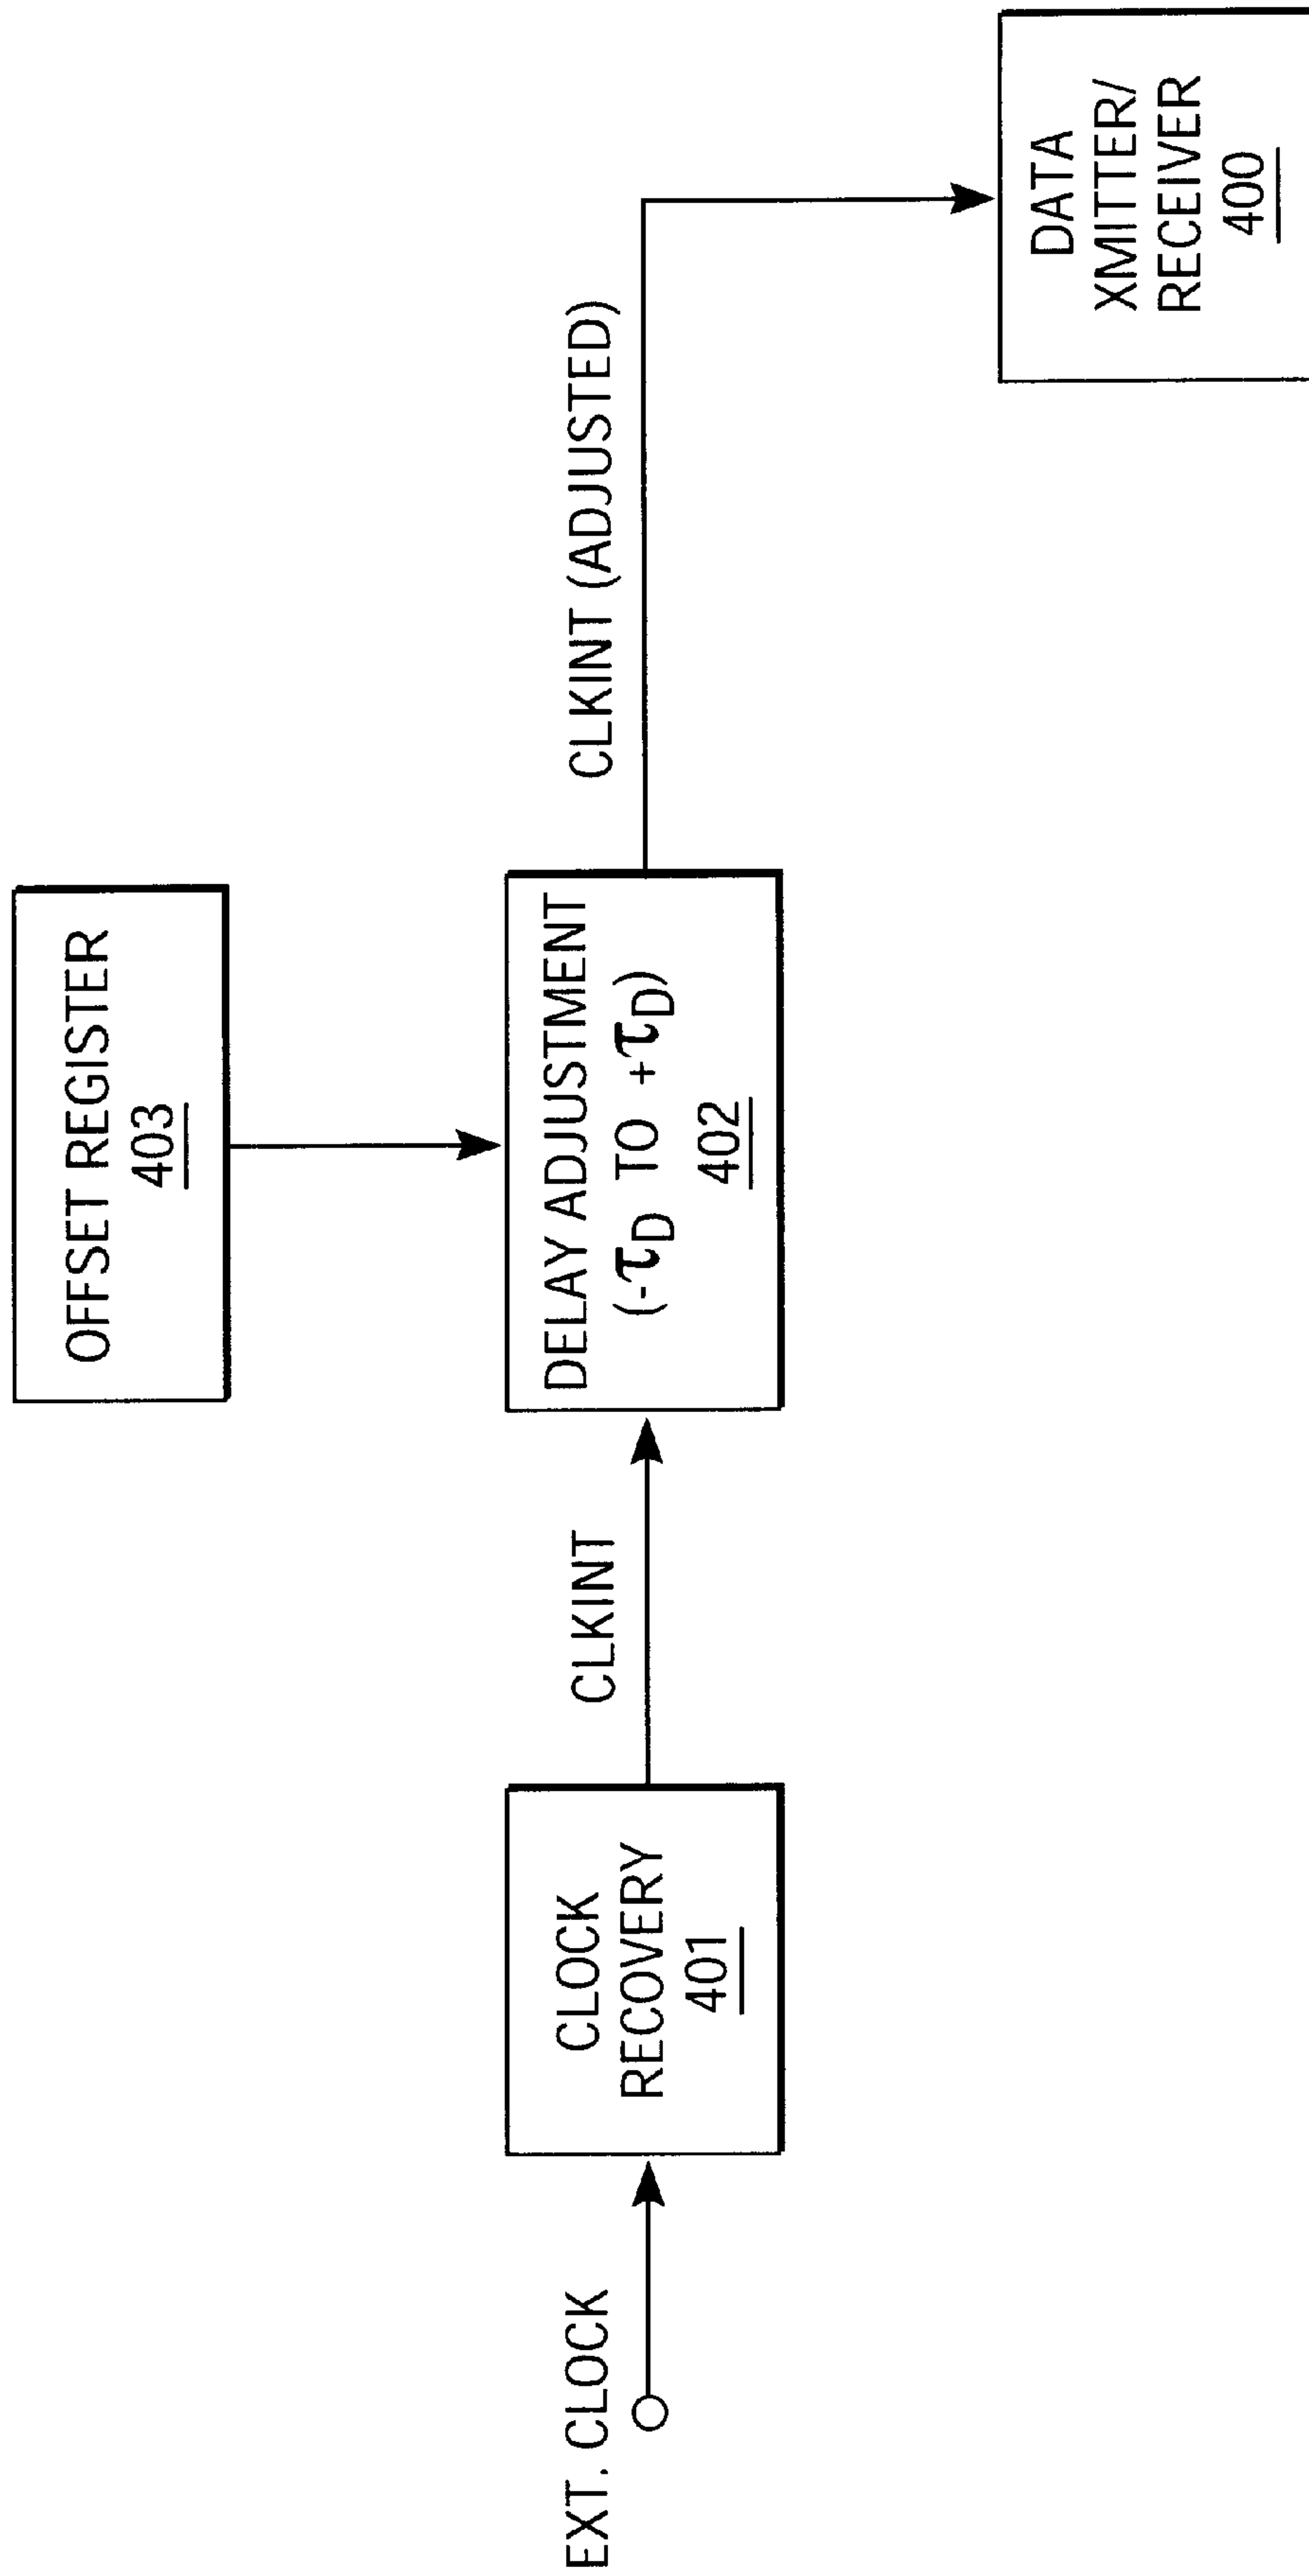 OFFSET REGISTER
403
EXT. CLOCK
CLOCK
RECOVERY
401
CLKINT
DELAY ADJUSTMENT
(-τD TO +τD)
402
CLKINT (ADJUSTED)
DATA
XMITTER/
RECEIVER
400